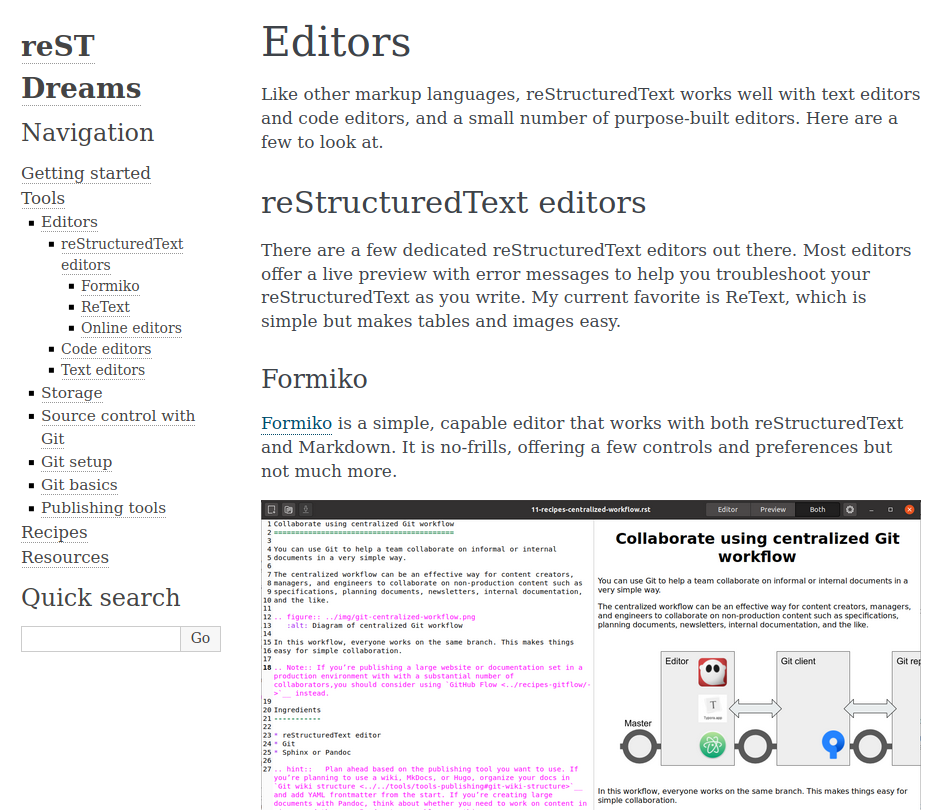 reST
Dreams
Navigation
Getting started
Tools
Editors
reStructuredText
editors
Formiko
ReText
Online editors
Code editors
Text editors
Storage
Source control with
Git
Git setup
Git basics
Publishing tools
Recipes
Resources
Quick search
Go
Editors
Like other markup languages, reStructuredText works well with text editors
and code editors, and a small number of purpose-built editors. Here are a
few to look at.
reStructuredText editors
There are a few dedicated reStructuredText editors out there. Most editors
offer a live preview with error messages to help you troubleshoot your
reStructuredText as you write. My current favorite is ReText, which is
simple but makes tables and images easy.
Formiko
Formiko is a simple, capable editor that works with both reStructuredText
and Markdown. It is no-frills, offering a few controls and preferences but
not much more.
11-recipes-centralized-workflow.rst
Editor Preview Both
1 Collaborate using centralized Git workflow
2 ==========================================
3
4 You can use Git to help a team collaborate on informal or internal
5 documents in a very simple way.
6
7 The centralized workflow can be an effective way for content creators,
8 managers, and engineers to collaborate on non-production content such as
9 specifications, planning documents, newsletters, internal documentation,
10 and the like.
11
12 .. figure:: ../img/git-centralized-workflow.png
13 :alt: Diagram of centralized Git workflow
14
15 In this workflow, everyone works on the same branch. This makes things
16 easy for simple collaboration.
17
18 .. Note:: If you're publishing a large website or documentation set in a
production environment with with a substantial number of
collaborators,you should consider using `GitHub Flow <../recipes-gitflow/-
>`__ instead.
19
20 Ingredients
21 -----------
22
23 * reStructuredText editor
24 * Git
25 * Sphinx or Pandoc
26
27 .. hint:: Plan ahead based on the publishing tool you want to use. If
you're planning to use a wiki, MkDocs, or Hugo, organize your docs in
`Git wiki structure <../../tools/tools-publishing#git-wiki-structure>`__
and add YAML frontmatter from the start. If you're creating large
documents with Pandoc, think about whether you need to work on content in
Collaborate using centralized Git
workflow
You can use Git to help a team collaborate on informal or internal documents in a
very simple way.
The centralized workflow can be an effective way for content creators, managers,
and engineers to collaborate on non-production content such as specifications,
planning documents, newsletters, internal documentation, and the like.
Editor
Git client
Git rep
T
Master
In this workflow, everyone works on the same branch. This makes things easy for
simple collaboration.